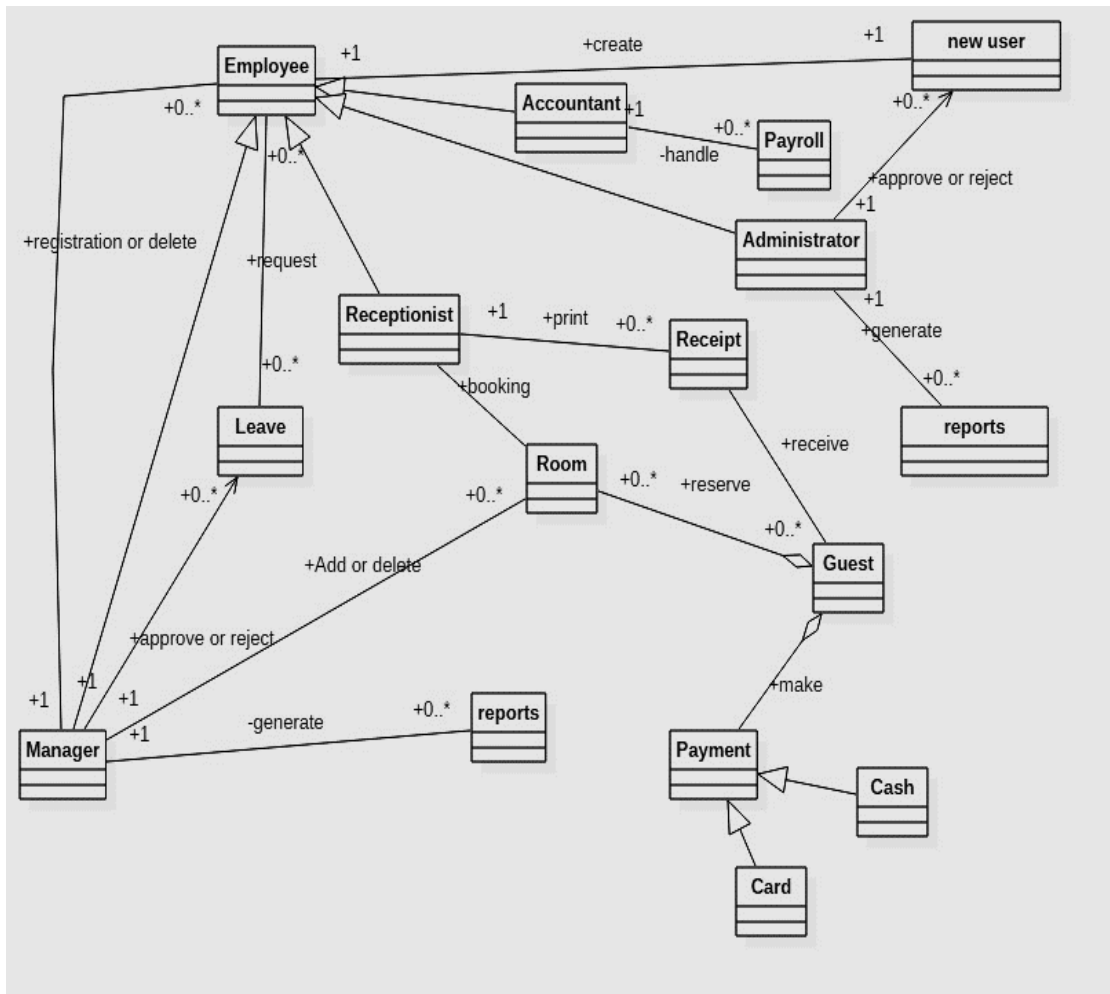 new user
+create
+1
+1
Employee
+0..*
Accountant
+1
+0..*
Payroll
-handle
+0..*
+0..*
+approve or reject
+1
Administrator
+registration or delete
+request
Receptionist
+1
+print
+0..*
Receipt
+1
+generate
+0..*
reports
+0..*
+booking
Leave
+receive
Room
+0..*
+0..*
+0..*
+reserve
+0..*
+Add or delete
Guest
+approve or reject
+1
+1
+1
+make
+1
-generate
+0..*
reports
Manager
Payment
Cash
Card